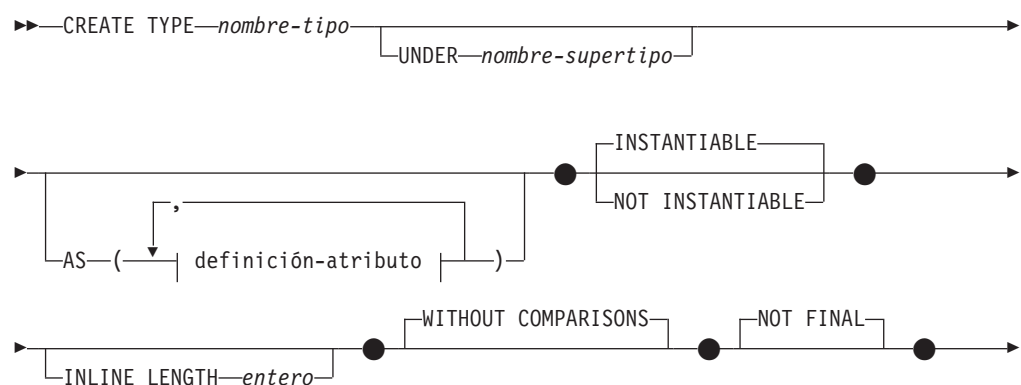 CREATE TYPE nombre-tipo
UNDER nombre-supertipo
INSTANTIABLE
NOT INSTANTIABLE
,
AS ( definición-atributo )
WITHOUT COMPARISONS
NOT FINAL
INLINE LENGTH entero